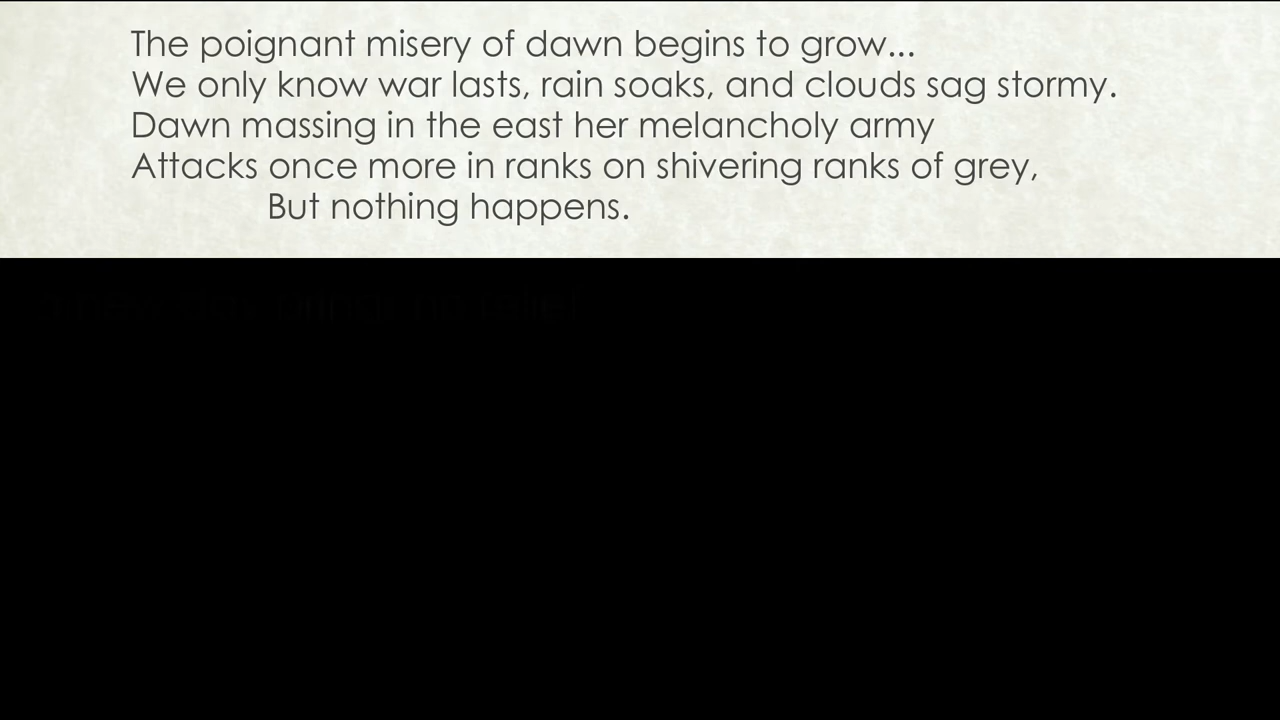 The poignant misery of dawn begins to grow...
We only know war lasts, rain soaks, and clouds sag stormy.
Dawn massing in the east her melancholy army
Attacks once more in ranks on shivering ranks of grey,
But nothing happens.